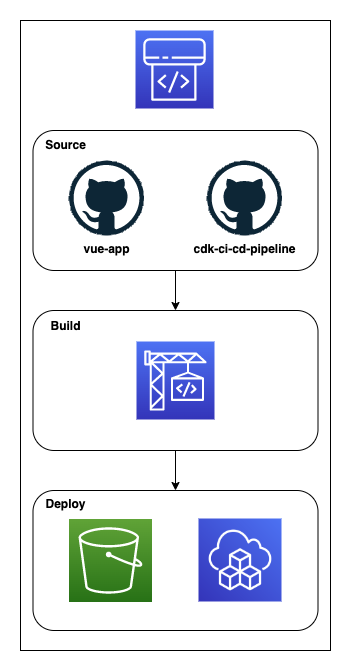 Source
vue-app
cdk-ci-cd-pipeline
Build
Deploy